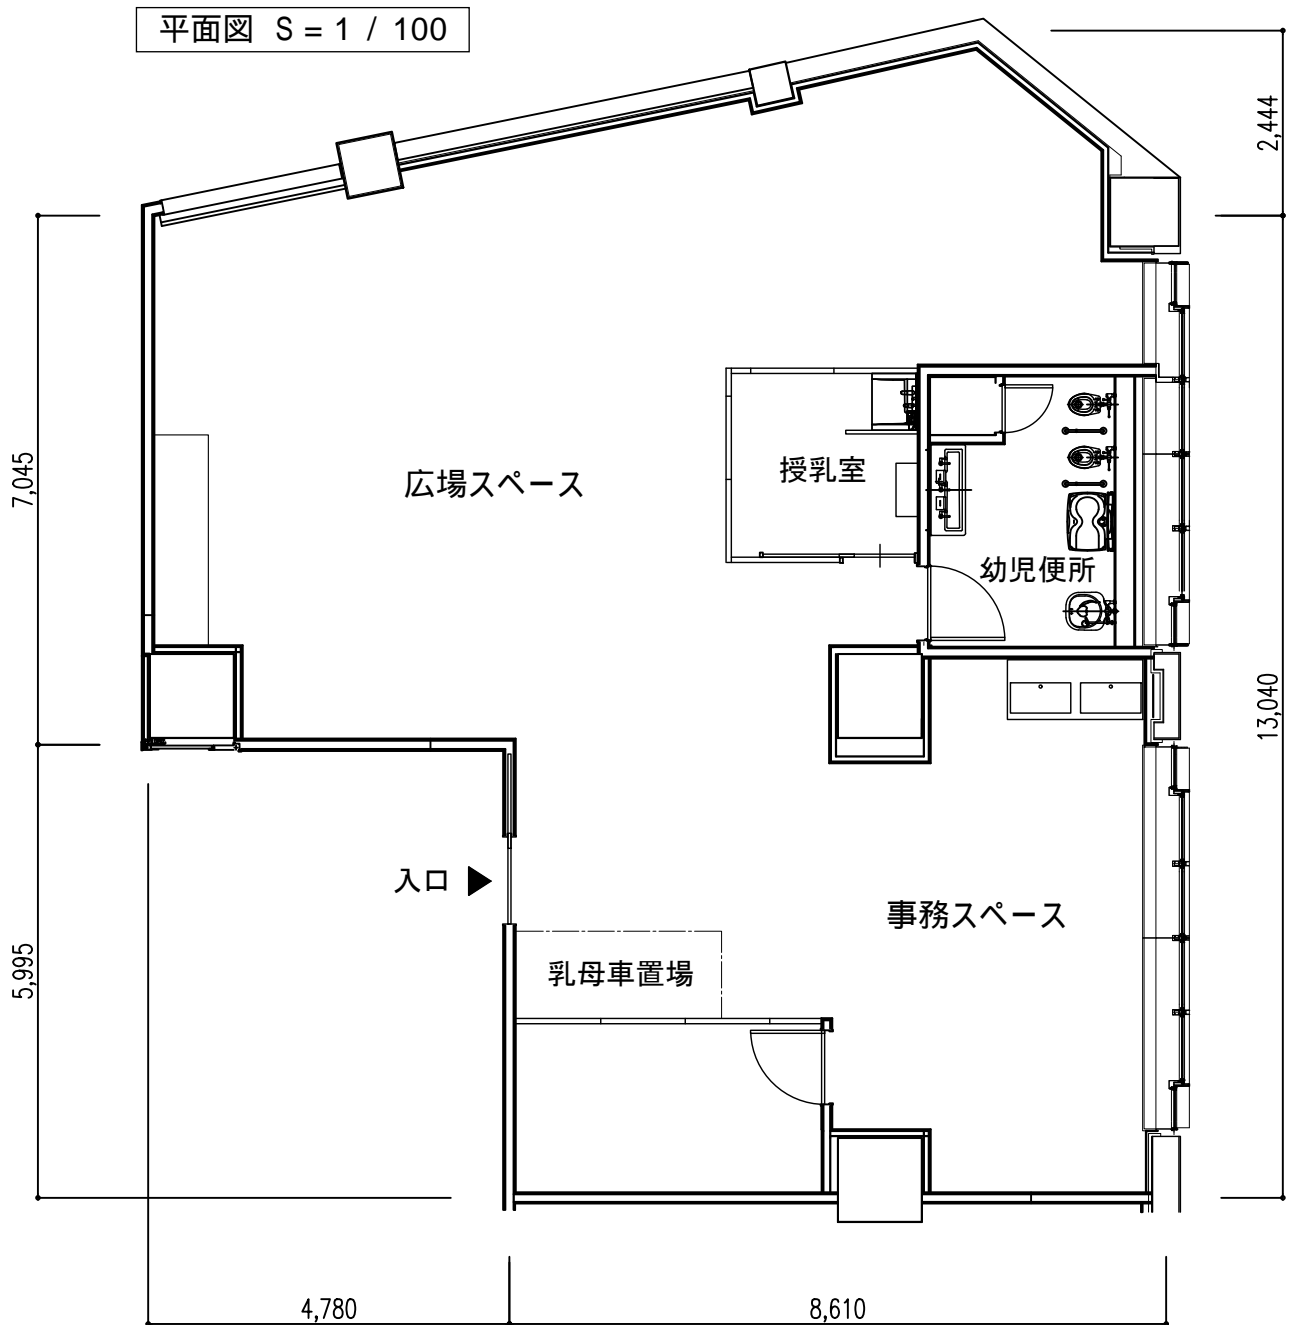 平面図 S = 1 / 100
2,444
7,045
広場スペース
授乳室
幼児便所
13,040
入口
事務スペース
乳母車置場
5,995
4,780
8,610